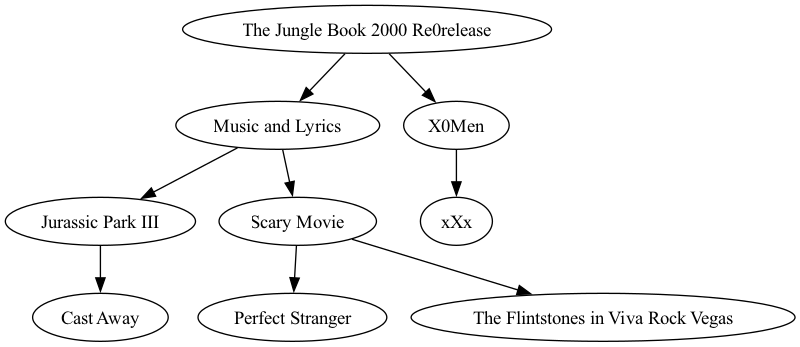 The Jungle Book 2000 Re0release
Music and Lyrics
X0Men
Jurassic Park III
Scary Movie
xXx
Cast Away
Perfect Stranger
The Flintstones in Viva Rock Vegas